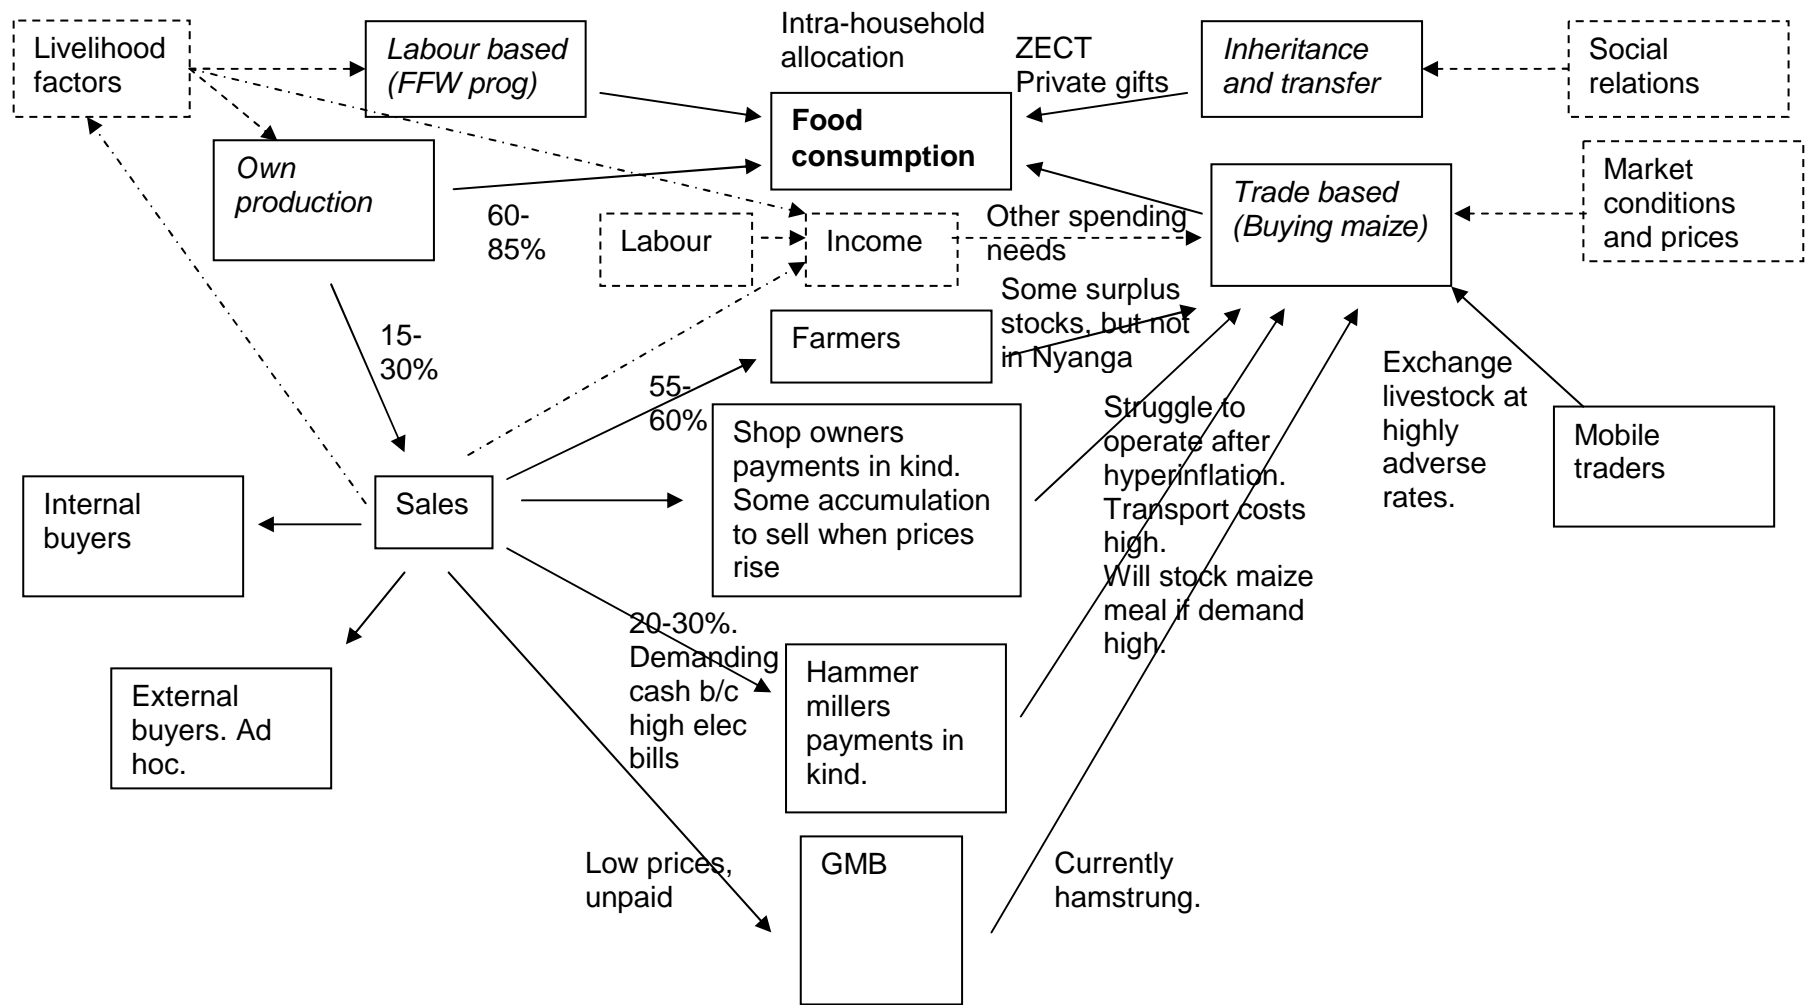 Livelihood
factors
Labour based
(FFW prog)
Intra-household
allocation
ZECT
Private gifts
Inheritance
and transfer
Social
relations
Food
consumption
Own
production
Trade based
(Buying maize)
Market
conditions
and prices
60-
85%
Labour
Income
Other spending
needs
15-
30%
Farmers
Some surplus
stocks, but not
in Nyanga
55-
60%
Shop owners
payments in kind.
Some accumulation
to sell when prices
rise
Struggle to
operate after
hyperinflation.
Transport costs
high.
Will stock maize
meal if demand
high.
Exchange
livestock at
highly
adverse
rates.
Mobile
traders
Internal
buyers
Sales
External
buyers. Ad
hoc.
20-30%.
Demanding
cash b/c
high elec
bills
Hammer
millers
payments in
kind.
Low prices,
unpaid
GMB
Currently
hamstrung.